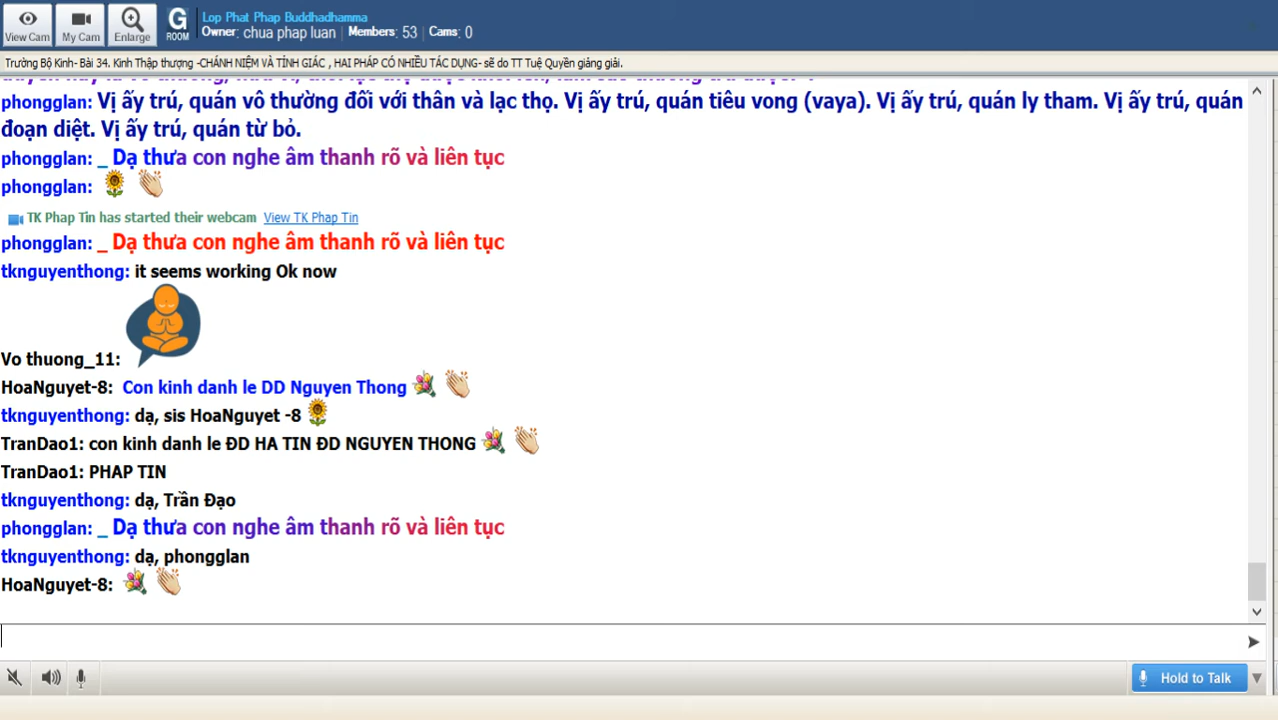 View Cam
My Cam
Enlarge
G
ROOM
Lop Phat Phap Buddhadhamma
Owner: chua phap luan | Members: 53 | Cams: 0
Trường Bộ Kinh- Bài 34. Kinh Thập thượng -CHÁNH NIỆM VÀ TỈNH GIÁC , HAI PHÁP CÓ NHIỀU TÁC DỤNG- sẽ do TT Tuệ Quyền giảng giải.
phongglan: Vị ấy trú, quán vô thường đối với thân và lạc thọ. Vị ấy trú, quán tiêu vong (vaya). Vị ấy trú, quán ly tham. Vị ấy trú, quán
đoạn diệt. Vị ấy trú, quán từ bỏ.
phongglan: _ Dạ thưa con nghe âm thanh rõ và liên tục
phongglan:
TK Phap Tin has started their webcam View TK Phap Tin
phongglan: _ Dạ thưa con nghe âm thanh rõ và liên tục
tknguyenthong: it seems working Ok now
Vo thuong_11:
HoaNguyet-8: Con kinh danh le DD Nguyen Thong
tknguyenthong: dạ, sis HoaNguyet -8
TranDao1: con kinh danh le ĐD HA TIN ĐD NGUYEN THONG
TranDao1: PHAP TIN
tknguyenthong: dạ, Trần Đạo
phongglan: _ Dạ thưa con nghe âm thanh rõ và liên tục
tknguyenthong: dạ, phongglan
HoaNguyet-8:
Hold to Talk